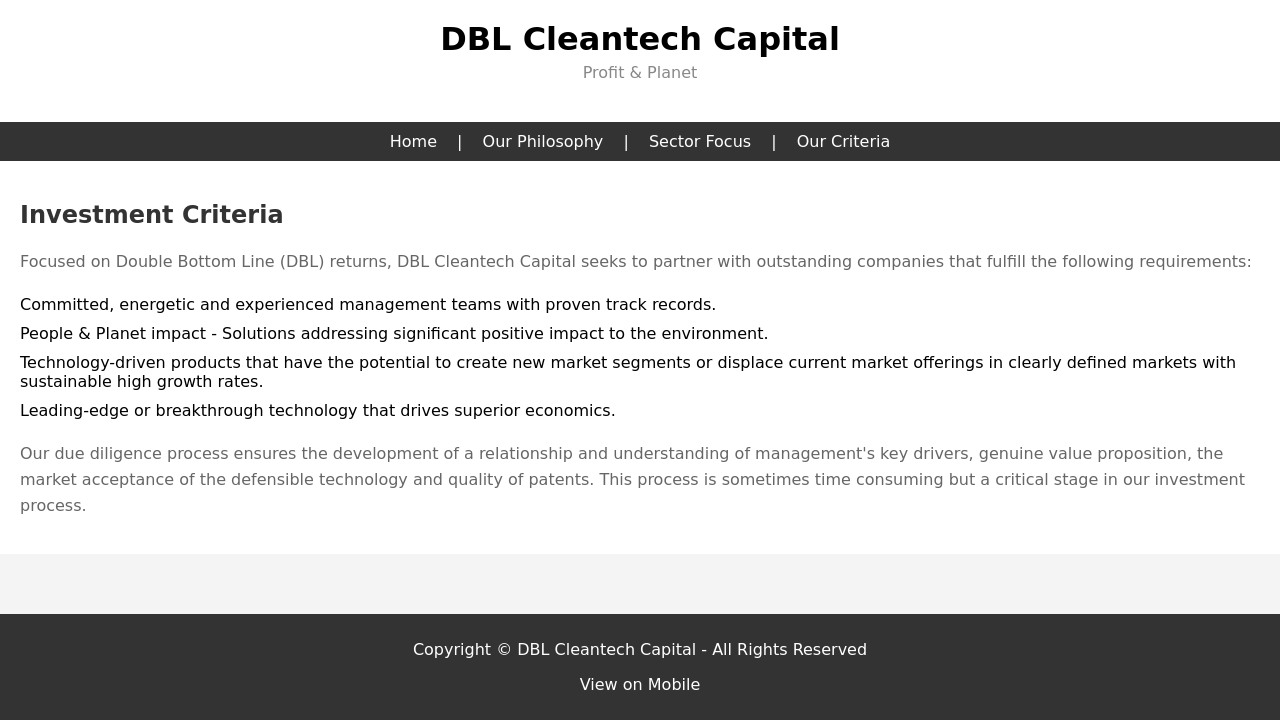 DBL Cleantech Capital
Profit & Planet
Home | Our Philosophy | Sector Focus | Our Criteria
Investment Criteria
Focused on Double Bottom Line (DBL) returns, DBL Cleantech Capital seeks to partner with outstanding companies that fulfill the following requirements:
Committed, energetic and experienced management teams with proven track records.
People & Planet impact - Solutions addressing significant positive impact to the environment.
Technology-driven products that have the potential to create new market segments or displace current market offerings in clearly defined markets with
sustainable high growth rates.
Leading-edge or breakthrough technology that drives superior economics.
Our due diligence process ensures the development of a relationship and understanding of management's key drivers, genuine value proposition, the
market acceptance of the defensible technology and quality of patents. This process is sometimes time consuming but a critical stage in our investment
process.
Copyright © DBL Cleantech Capital - All Rights Reserved
View on Mobile